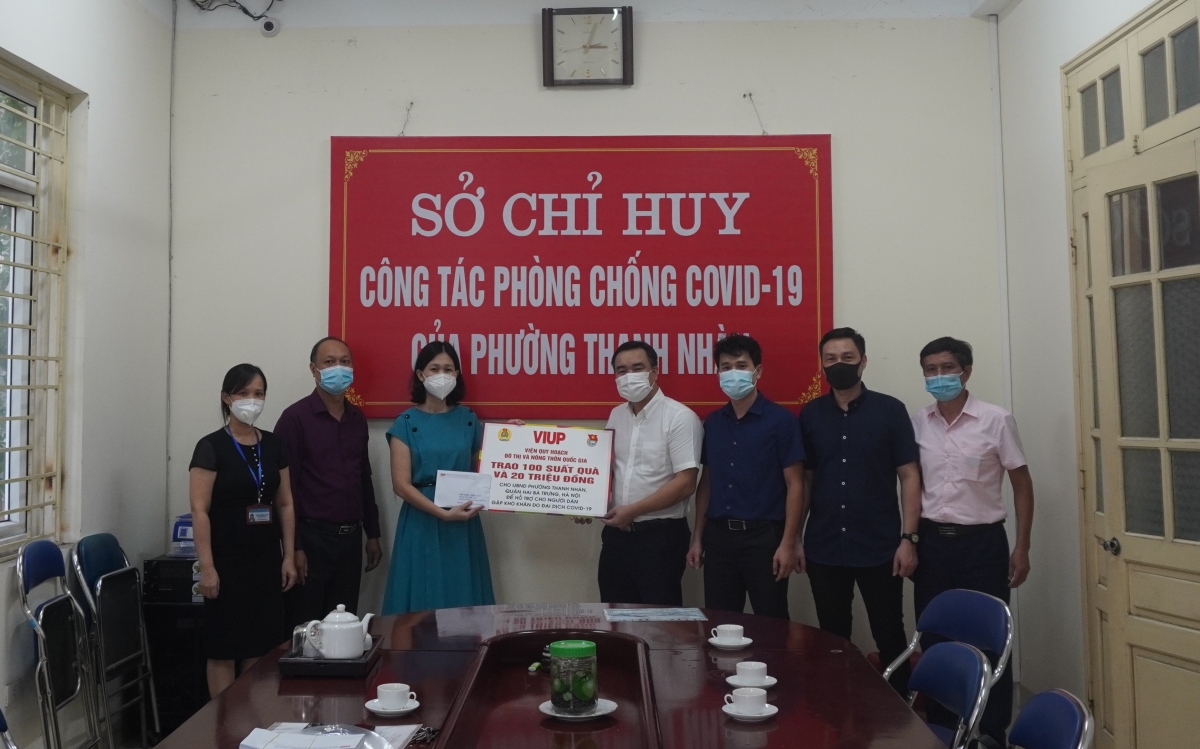 SỞ CHỈ HUY
CÔNG TÁC PHÒNG CHỐNG COVID-19
CỦA PHƯỜNG THANH NHÀN
VIUP
VIỆN QUY HOẠCH
ĐÔ THỊ VÀ NÔNG THÔN QUỐC GIA
TRAO 100 SUẤT QUÀ
VÀ 20 TRIỆU ĐỒNG
CHO UBND PHƯỜNG THANH NHÀN,
QUẬN HAI BÀ TRƯNG, HÀ NỘI
ĐỂ HỖ TRỢ CHO NGƯỜI DÂN
GẶP KHÓ KHĂN DO ĐẠI DỊCH COVID-19